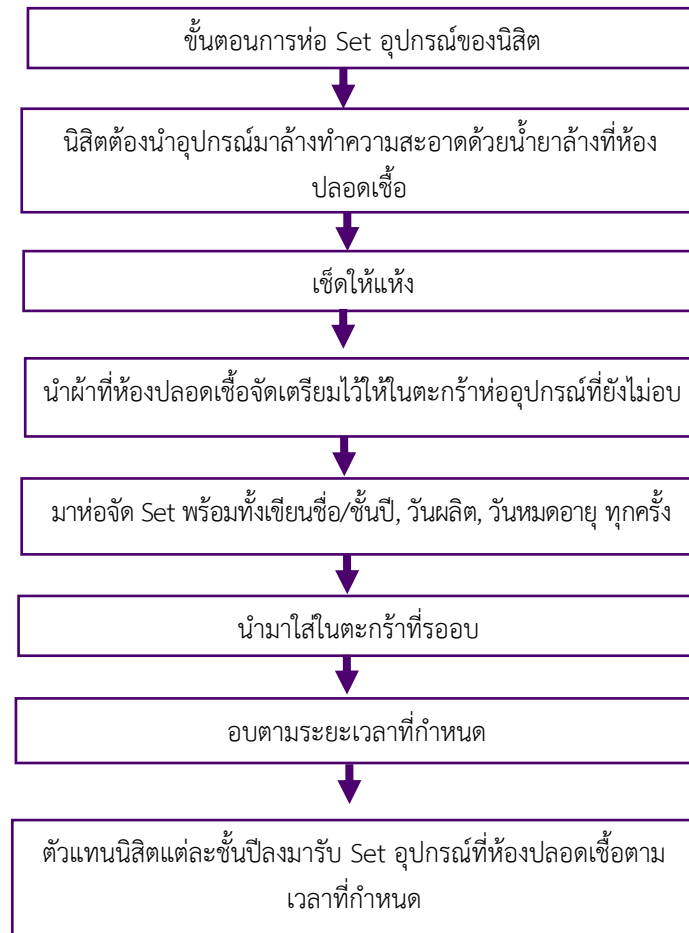 ขั้นตอนการห่อ Set อุปกรณ์ของนิสิต
นิสิตต้องนำอุปกรณ์มาล้างทำความสะอาดด้วยน้ำยาล้างที่ห้อง
ปลอดเชื้อ
เช็ดให้แห้ง
นำผ้าที่ห้องปลอดเชื้อจัดเตรียมไว้ให้ในตะกร้าห่ออุปกรณ์ที่ยังไม่อบ
มาห่อจัด Set พร้อมทั้งเขียนชื่อ/ชั้นปี, วันผลิต, วันหมดอายุ ทุกครั้ง
นำมาใส่ในตะกร้าที่รออบ
อบตามระยะเวลาที่กำหนด
ตัวแทนนิสิตแต่ละชั้นปีลงมารับ Set อุปกรณ์ที่ห้องปลอดเชื้อตาม
เวลาที่กำหนด